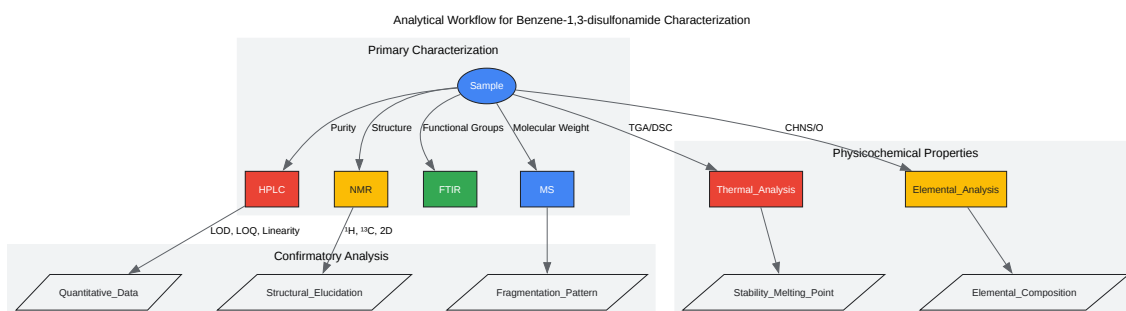 Analytical Workflow for Benzene-1,3-disulfonamide Characterization
Primary Characterization
Sample
Purity
Structure
Functional Groups
Molecular Weight
TGA/DSC
CHNS/O
Physicochemical Properties
HPLC
NMR
FTIR
MS
Thermal_Analysis
Elemental_Analysis
LOD, LOQ, Linearity
¹H, ¹³C, 2D
Confirmatory Analysis
Quantitative_Data
Structural_Elucidation
Fragmentation_Pattern
Stability_Melting_Point
Elemental_Composition